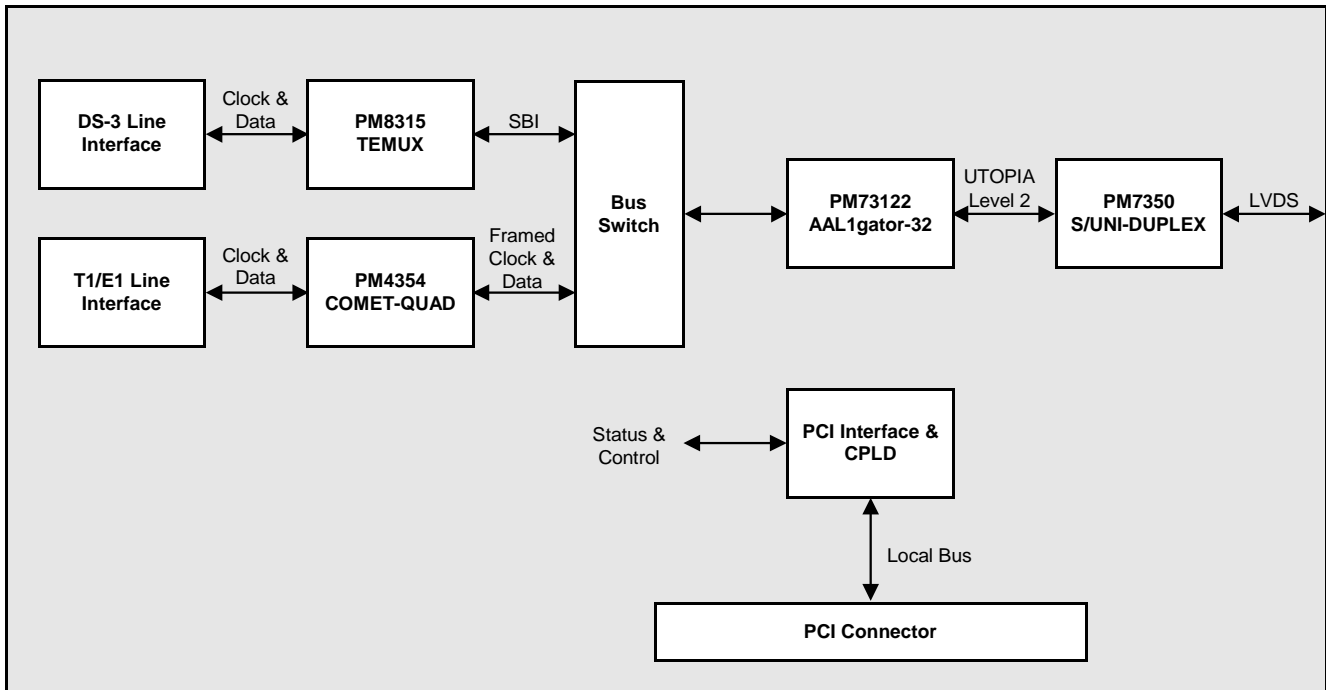 DS-3 Line
Interface
Clock &
Data
PM8315
TEMUX
SBI
Bus
Switch
PM73122
AAL1gator-32
UTOPIA
Level 2
PM7350
S/UNI-DUPLEX
LVDS
T1/E1 Line
Interface
Clock &
Data
PM4354
COMET-QUAD
Framed
Clock &
Data
Status &
Control
PCI Interface &
CPLD
Local Bus
PCI Connector